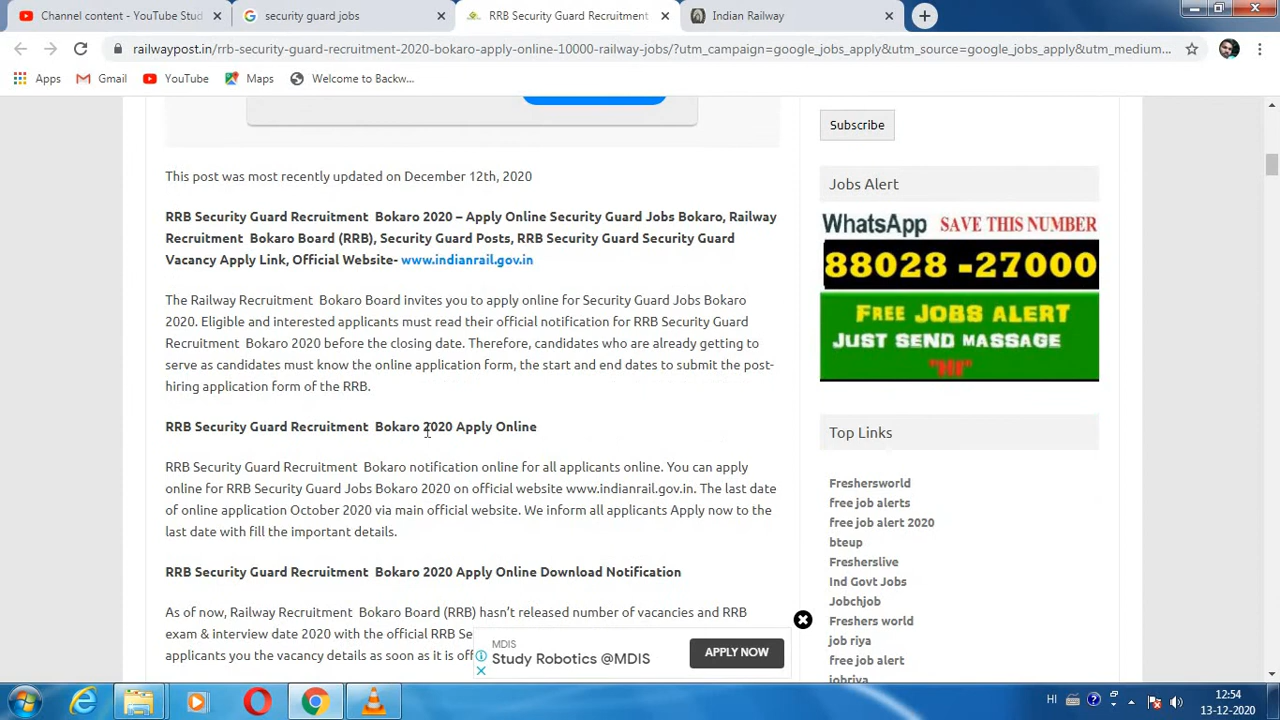 Channel content - YouTube Stud
security guard jobs
RRB Security Guard Recruitment
Indian Railway
railwaypost.in/rrb-security-guard-recruitment-2020-bokaro-apply-online-10000-railway-jobs/?utm_campaign=google_jobs_apply&utm_source=google_jobs_apply&utm_medium...
Apps
Gmail
YouTube
Maps
Welcome to Backw...
This post was most recently updated on December 12th, 2020
RRB Security Guard Recruitment Bokaro 2020 – Apply Online Security Guard Jobs Bokaro, Railway
Recruitment Bokaro Board (RRB), Security Guard Posts, RRB Security Guard Security Guard
Vacancy Apply Link, Official Website- www.indianrail.gov.in
The Railway Recruitment Bokaro Board invites you to apply online for Security Guard Jobs Bokaro
2020. Eligible and interested applicants must read their official notification for RRB Security Guard
Recruitment Bokaro 2020 before the closing date. Therefore, candidates who are already getting to
serve as candidates must know the online application form, the start and end dates to submit the post-
hiring application form of the RRB.
RRB Security Guard Recruitment Bokaro 2020 Apply Online
RRB Security Guard Recruitment Bokaro notification online for all applicants online. You can apply
online for RRB Security Guard Jobs Bokaro 2020 on official website www.indianrail.gov.in. The last date
of online application October 2020 via main official website. We inform all applicants Apply now to the
last date with fill the important details.
RRB Security Guard Recruitment Bokaro 2020 Apply Online Download Notification
As of now, Railway Recruitment Bokaro Board (RRB) hasn't released number of vacancies and RRB
exam & interview date 2020 with the official RRB Se
applicants you the vacancy details as soon as it is off
MDIS
Study Robotics @MDIS
APPLY NOW
Subscribe
Jobs Alert
WhatsApp SAVE THIS NUMBER
88028 -27000
FREE JOBS ALERT
JUST SEND MASSAGE
Top Links
Freshersworld
free job alerts
free job alert 2020
bteup
Fresherslive
Ind Govt Jobs
Jobchjob
Freshers world
job riya
free job alert
jobriya
HI
12:54
13-12-2020